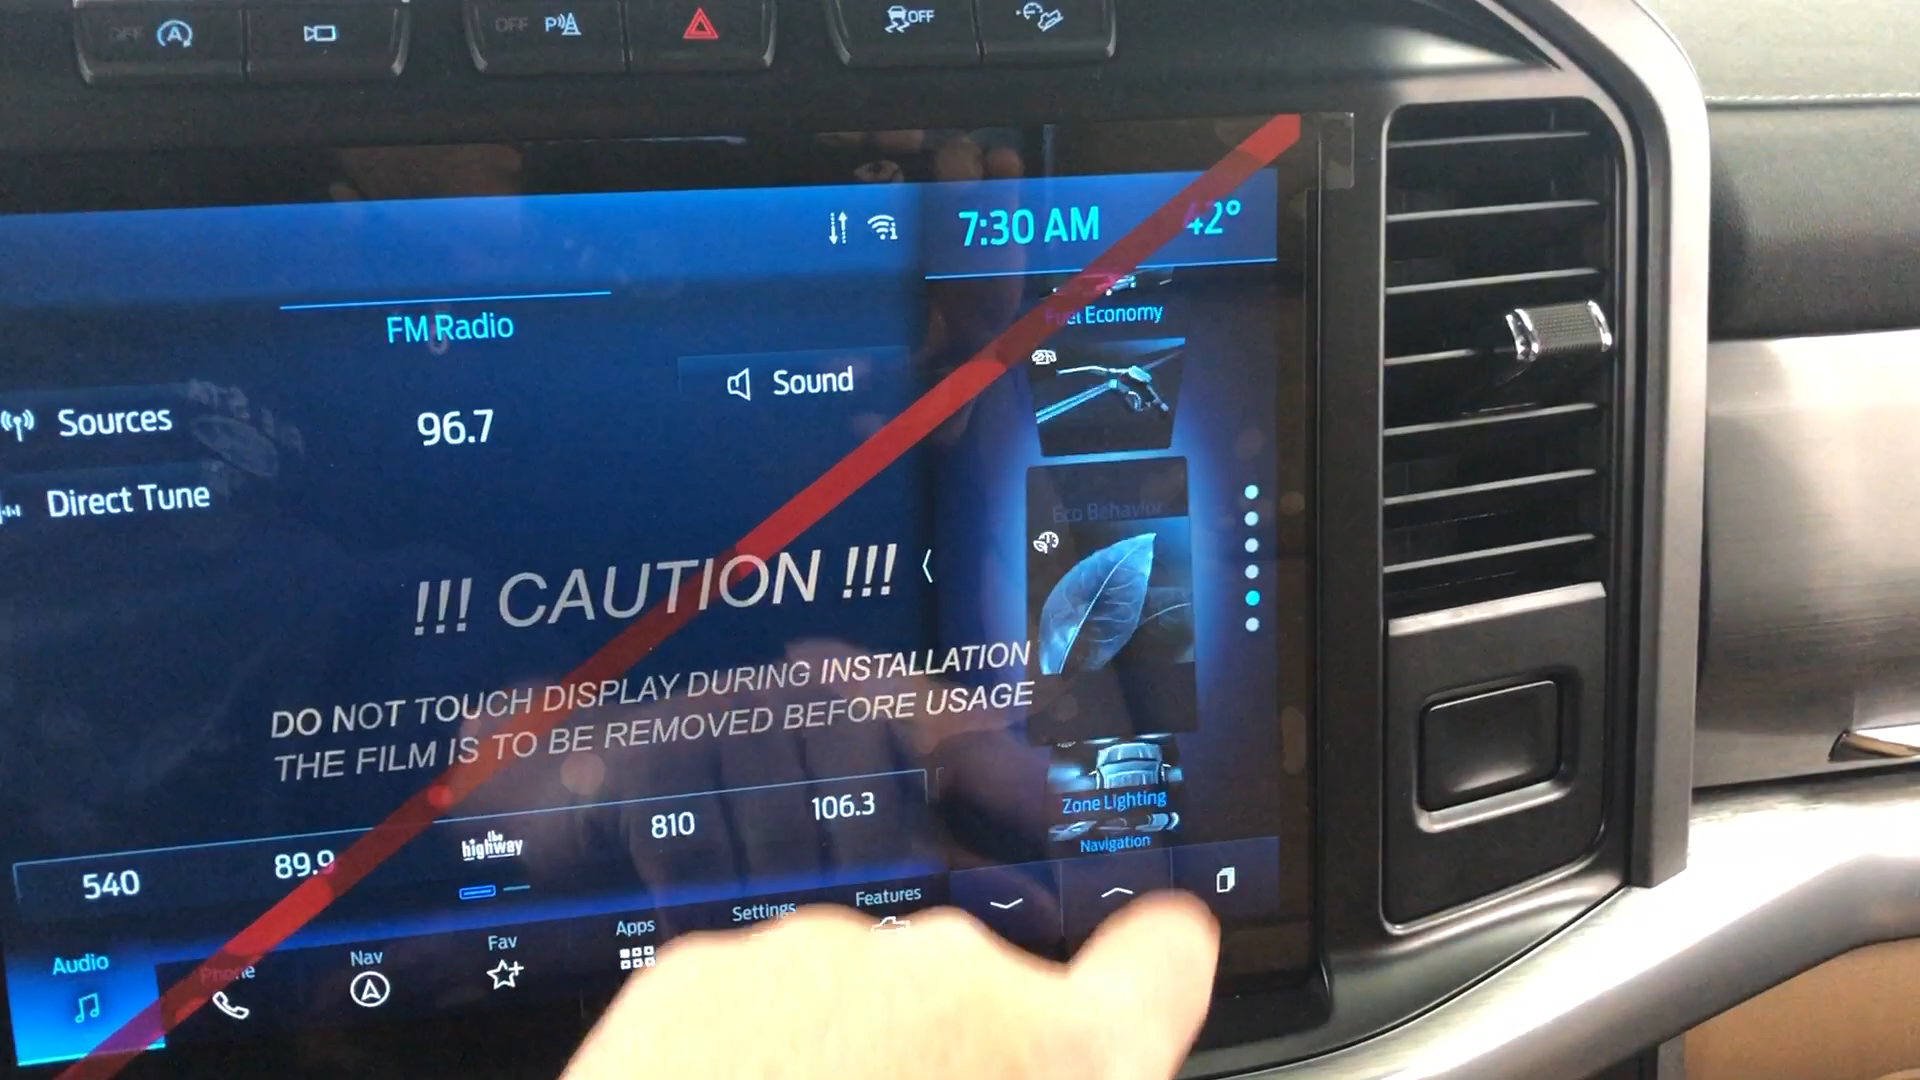 OFF
OFF P
OFF
7:30 AM 42°
FM Radio
Fuel Economy
Sources
96.7
Sound
Direct Tune
Eco Behavior
!!! CAUTION !!!
DO NOT TOUCH DISPLAY DURING INSTALLATION
THE FILM IS TO BE REMOVED BEFORE USAGE
Zone Lighting
Navigation
540
89.9
the
highway
810
106.3
Audio
Phone
Nav
Fav
Apps
Settings
Features